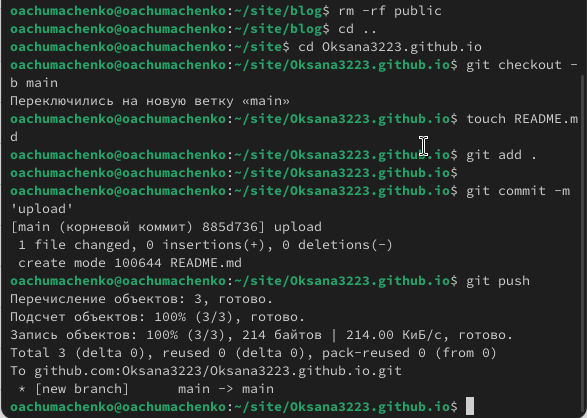 oachumachenko@oachumachenko:~/site/blog$ rm -rf public
oachumachenko@oachumachenko:~/site/blog$ cd ..
oachumachenko@oachumachenko:~/site$ cd Oksana3223.github.io
oachumachenko@oachumachenko:~/site/Oksana3223.github.io$ git checkout -
b main
Переключились на новую ветку «main»
oachumachenko@oachumachenko:~/site/Oksana3223.github.io$ touch README.m
d
oachumachenko@oachumachenko:~/site/Oksana3223.github.io$ git add .
oachumachenko@oachumachenko:~/site/Oksana3223.github.io$
oachumachenko@oachumachenko:~/site/Oksana3223.github.io$ git commit -m
'upload'
[main (корневой коммит) 885d736] upload
 1 file changed, 0 insertions(+), 0 deletions(-)
 create mode 100644 README.md
oachumachenko@oachumachenko:~/site/Oksana3223.github.io$ git push
Перечисление объектов: 3, готово.
Подсчет объектов: 100% (3/3), готово.
Запись объектов: 100% (3/3), 214 байтов | 214.00 КиБ/с, готово.
Total 3 (delta 0), reused 0 (delta 0), pack-reused 0 (from 0)
To github.com:Oksana3223/Oksana3223.github.io.git
 * [new branch]      main -> main
oachumachenko@oachumachenko:~/site/Oksana3223.github.io$